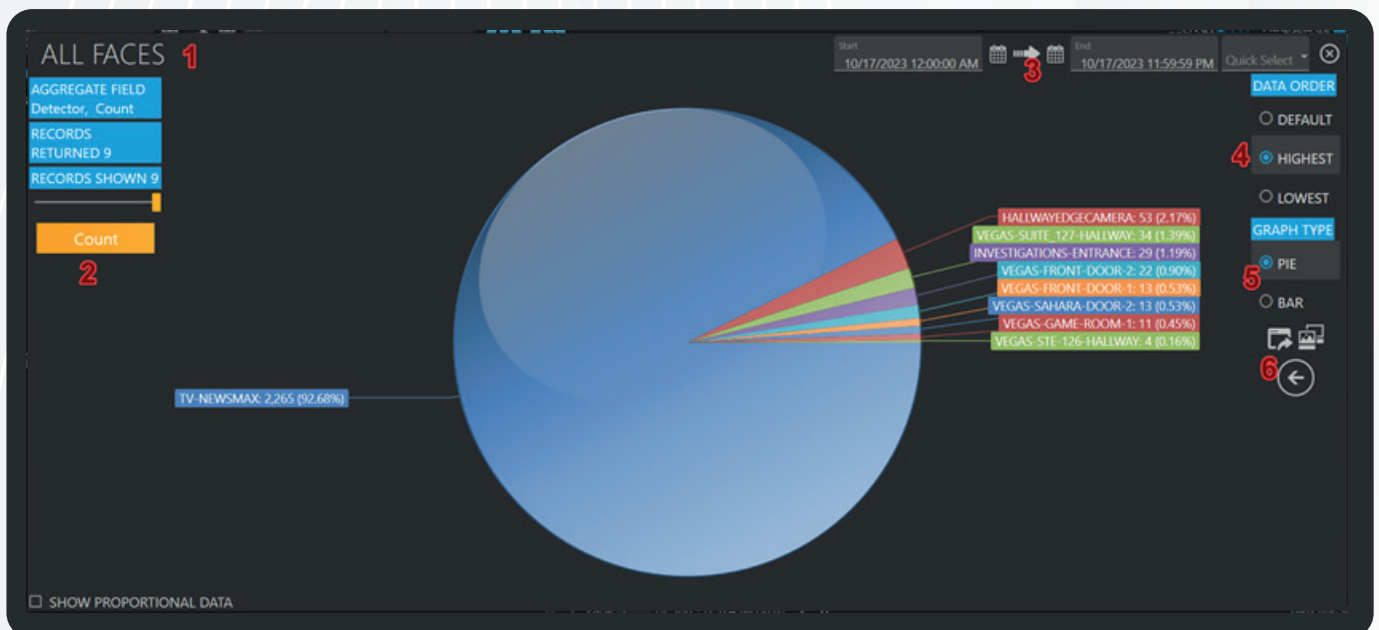 ALL FACES 1
Start
10/17/2023 12:00:00 AM
3
End
10/17/2023 11:59:59 PM
Quick Select
AGGREGATE FIELD
Detector, Count
RECORDS
RETURNED 9
RECORDS SHOWN 9
Count
2
DATA ORDER
DEFAULT
4 HIGHEST
LOWEST
GRAPH TYPE
5 PIE
BAR
6
HALLWAYEDGECAMERA: 53 (2.17%)
VEGAS-SUITE_127-HALLWAY: 34 (1.39%)
INVESTIGATIONS-ENTRANCE: 29 (1.19%)
VEGAS-FRONT-DOOR-2: 22 (0.90%)
VEGAS-FRONT-DOOR-1: 13 (0.53%)
VEGAS-SAHARA-DOOR-2: 13 (0.53%)
VEGAS-GAME-ROOM-1: 11 (0.45%)
VEGAS-STE-126-HALLWAY: 4 (0.16%)
TV-NEWSMAX: 2,265 (92.68%)
SHOW PROPORTIONAL DATA